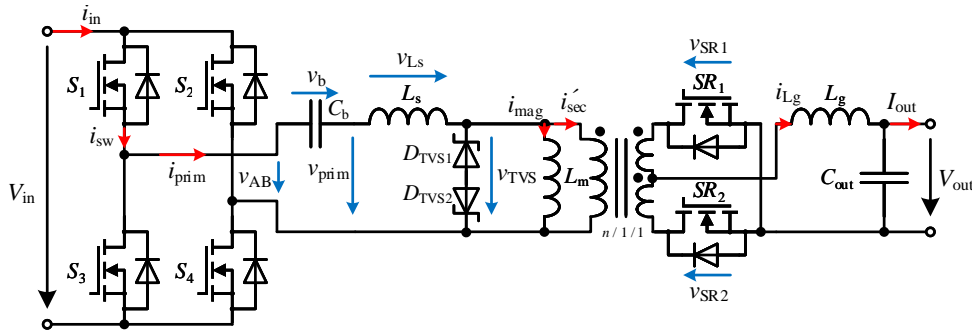 i_in
S_1
S_2
i_sw
i_prim
V_in
S_3
S_4
v_AB
v_b
C_b
v_prim
v_Ls
L_s
D_TVS1
D_TVS2
v_TVS
i_mag
i′_sec
L_m
n / 1 / 1
v_SR1
SR_1
SR_2
v_SR2
i_Lg
L_g
I_out
C_out
V_out